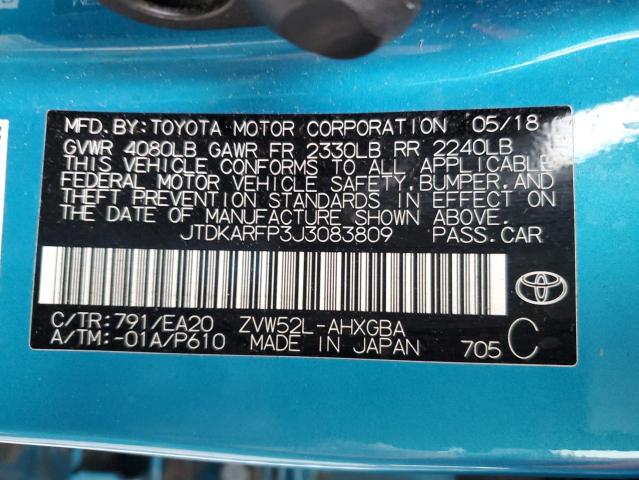 MFD.BY:TOYOTA MOTOR CORPORATION 05/18
GVWR 4080LB GAWR FR 2330LB RR 2240LB
THIS VEHICLE CONFORMS TO ALL APPLICABLE
FEDERAL MOTOR VEHICLE SAFETY,BUMPER,AND
THEFT PREVENTION STANDARDS IN EFFECT ON
THE DATE OF MANUFACTURE SHOWN ABOVE.
JTDKARFP3J3083809 PASS.CAR
C/TR:791/EA20 ZVW52L-AHXGBA
A/TM:-01A/P610 MADE IN JAPAN 705 C